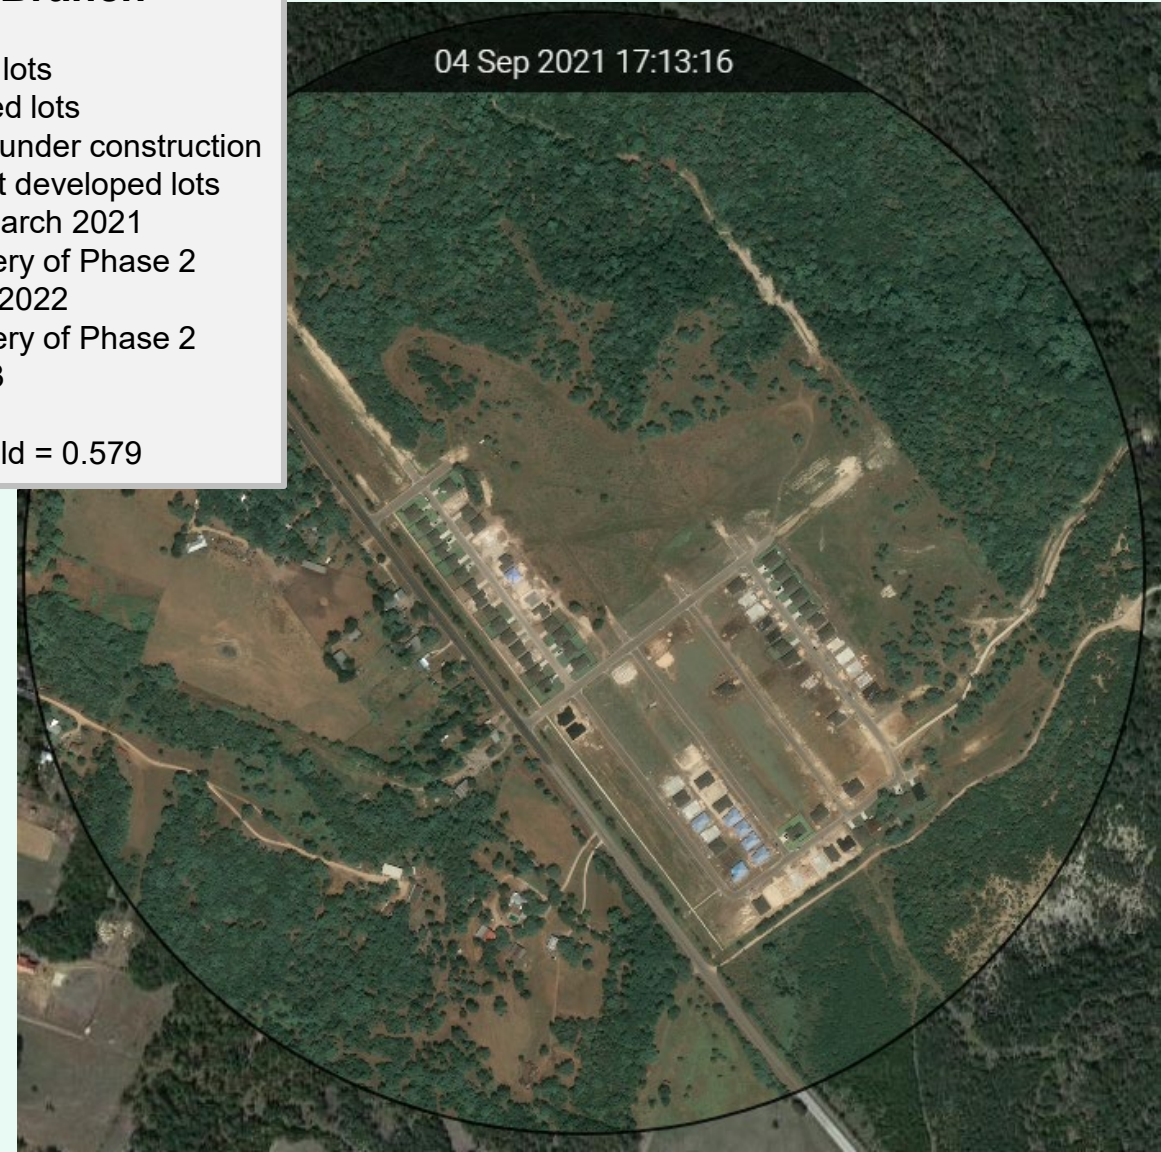 lots
ed lots
under construction
t developed lots
arch 2021
ery of Phase 2
2022
ery of Phase 2
ld = 0.579
04 Sep 2021 17:13:16